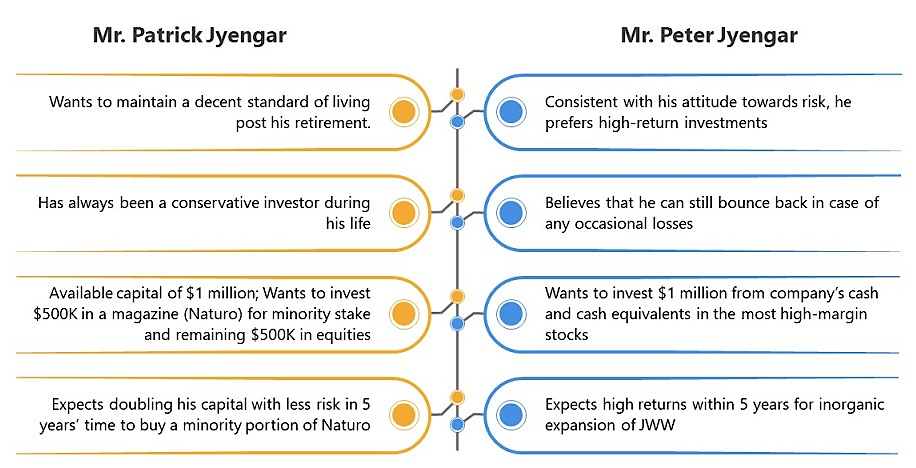 Mr. Patrick Jyengar
Mr. Peter Jyengar
Wants to maintain a decent standard of living
post his retirement.
Consistent with his attitude towards risk, he
prefers high-return investments
Has always been a conservative investor during
his life
Believes that he can still bounce back in case of
any occasional losses
Available capital of $1 million; Wants to invest
$500K in a magazine (Naturo) for minority stake
and remaining $500K in equities
Wants to invest $1 million from company's cash
and cash equivalents in the most high-margin
stocks
Expects doubling his capital with less risk in 5
years' time to buy a minority portion of Naturo
Expects high returns within 5 years for inorganic
expansion of JWW